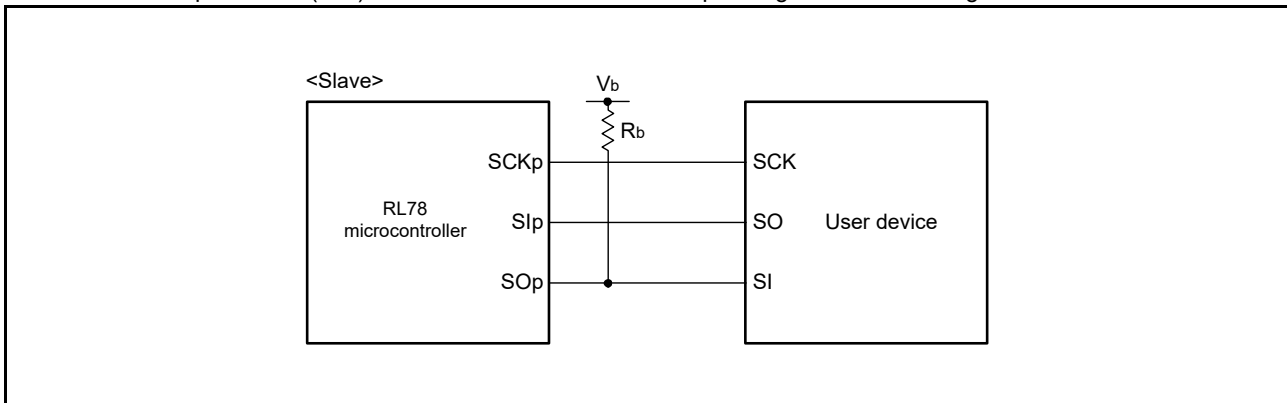 <Slave>
Vb
Rb
SCKp
SCK
RL78
microcontroller
SIp
SO
User device
SOp
SI